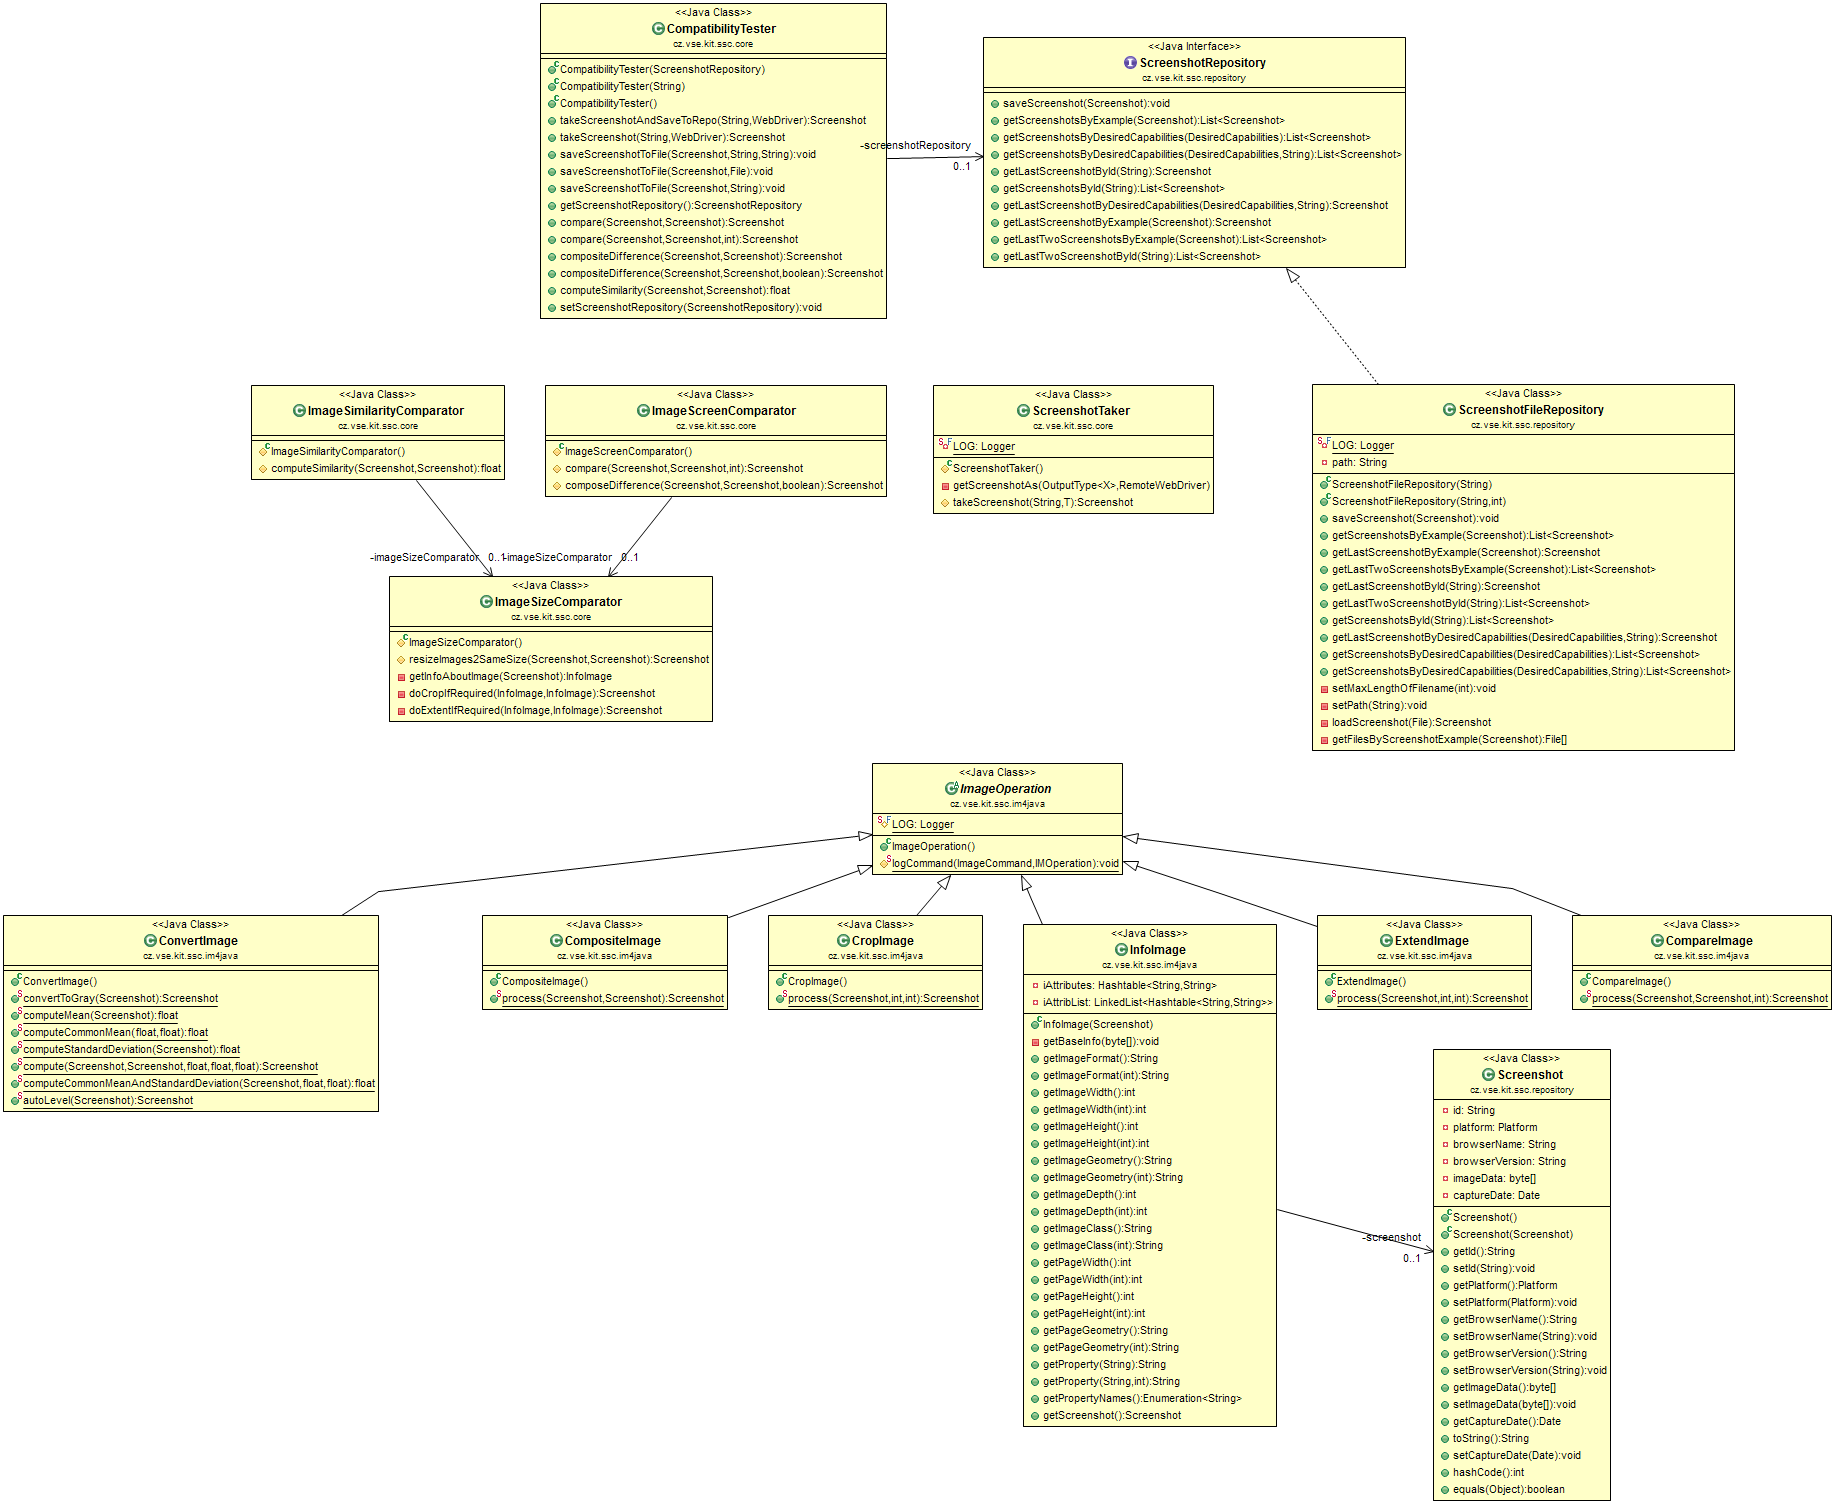 <<Java Class>>
CompatibilityTester
cz.vse.kit.ssc.core
CompatibilityTester(ScreenshotRepository)
CompatibilityTester(String)
CompatibilityTester()
takeScreenshotAndSaveToRepo(String,WebDriver):Screenshot
takeScreenshot(String,WebDriver):Screenshot
saveScreenshotToFile(Screenshot,String,String):void
saveScreenshotToFile(Screenshot,File):void
saveScreenshotToFile(Screenshot,String):void
getScreenshotRepository():ScreenshotRepository
compare(Screenshot,Screenshot):Screenshot
compare(Screenshot,Screenshot,int):Screenshot
compositeDifference(Screenshot,Screenshot):Screenshot
compositeDifference(Screenshot,Screenshot,boolean):Screenshot
computeSimilarity(Screenshot,Screenshot):float
setScreenshotRepository(ScreenshotRepository):void
-screenshotRepository
0..1
<<Java Interface>>
ScreenshotRepository
cz.vse.kit.ssc.repository
saveScreenshot(Screenshot):void
getScreenshotsByExample(Screenshot):List<Screenshot>
getScreenshotsByDesiredCapabilities(DesiredCapabilities):List<Screenshot>
getScreenshotsByDesiredCapabilities(DesiredCapabilities,String):List<Screenshot>
getLastScreenshotById(String):Screenshot
getScreenshotsById(String):List<Screenshot>
getLastScreenshotByDesiredCapabilities(DesiredCapabilities,String):Screenshot
getLastScreenshotByExample(Screenshot):Screenshot
getLastTwoScreenshotsByExample(Screenshot):List<Screenshot>
getLastTwoScreenshotById(String):List<Screenshot>
<<Java Class>>
ImageSimilarityComparator
cz.vse.kit.ssc.core
ImageSimilarityComparator()
computeSimilarity(Screenshot,Screenshot):float
<<Java Class>>
ImageScreenComparator
cz.vse.kit.ssc.core
ImageScreenComparator()
compare(Screenshot,Screenshot,int):Screenshot
composeDifference(Screenshot,Screenshot,boolean):Screenshot
<<Java Class>>
ScreenshotTaker
cz.vse.kit.ssc.core
LOG: Logger
ScreenshotTaker()
getScreenshotAs(OutputType<X>,RemoteWebDriver)
takeScreenshot(String,T):Screenshot
<<Java Class>>
ScreenshotFileRepository
cz.vse.kit.ssc.repository
LOG: Logger
path: String
ScreenshotFileRepository(String)
ScreenshotFileRepository(String,int)
saveScreenshot(Screenshot):void
getScreenshotsByExample(Screenshot):List<Screenshot>
getLastScreenshotByExample(Screenshot):Screenshot
getLastTwoScreenshotsByExample(Screenshot):List<Screenshot>
getLastScreenshotById(String):Screenshot
getLastTwoScreenshotById(String):List<Screenshot>
getScreenshotsById(String):List<Screenshot>
getLastScreenshotByDesiredCapabilities(DesiredCapabilities,String):Screenshot
getScreenshotsByDesiredCapabilities(DesiredCapabilities):List<Screenshot>
getScreenshotsByDesiredCapabilities(DesiredCapabilities,String):List<Screenshot>
setMaxLengthOfFilename(int):void
setPath(String):void
loadScreenshot(File):Screenshot
getFilesByScreenshotExample(Screenshot):File[]
-imageSizeComparator
0..1
-imageSizeComparator
0..1
<<Java Class>>
ImageSizeComparator
cz.vse.kit.ssc.core
ImageSizeComparator()
resizeImages2SameSize(Screenshot,Screenshot):Screenshot
getInfoAboutImage(Screenshot):InfoImage
doCropIfRequired(InfoImage,InfoImage):Screenshot
doExtentIfRequired(InfoImage,InfoImage):Screenshot
<<Java Class>>
ImageOperation
cz.vse.kit.ssc.im4java
LOG: Logger
ImageOperation()
logCommand(ImageCommand,IMOperation):void
<<Java Class>>
ConvertImage
cz.vse.kit.ssc.im4java
ConvertImage()
convertToGray(Screenshot):Screenshot
computeMean(Screenshot):float
computeCommonMean(float,float):float
computeStandardDeviation(Screenshot):float
compute(Screenshot,Screenshot,float,float,float):Screenshot
computeCommonMeanAndStandardDeviation(Screenshot,float,float):float
autoLevel(Screenshot):Screenshot
<<Java Class>>
CompositeImage
cz.vse.kit.ssc.im4java
CompositeImage()
process(Screenshot,Screenshot):Screenshot
<<Java Class>>
CropImage
cz.vse.kit.ssc.im4java
CropImage()
process(Screenshot,int,int):Screenshot
<<Java Class>>
InfoImage
cz.vse.kit.ssc.im4java
iAttributes: Hashtable<String,String>
iAttribList: LinkedList<Hashtable<String,String>>
InfoImage(Screenshot)
getBaseInfo(byte[]):void
getImageFormat():String
getImageFormat(int):String
getImageWidth():int
getImageWidth(int):int
getImageHeight():int
getImageHeight(int):int
getImageGeometry():String
getImageGeometry(int):String
getImageDepth():int
getImageDepth(int):int
getImageClass():String
getImageClass(int):String
getPageWidth():int
getPageWidth(int):int
getPageHeight():int
getPageHeight(int):int
getPageGeometry():String
getPageGeometry(int):String
getProperty(String):String
getProperty(String,int):String
getPropertyNames():Enumeration<String>
getScreenshot():Screenshot
<<Java Class>>
ExtendImage
cz.vse.kit.ssc.im4java
ExtendImage()
process(Screenshot,int,int):Screenshot
<<Java Class>>
CompareImage
cz.vse.kit.ssc.im4java
CompareImage()
process(Screenshot,Screenshot,int):Screenshot
-screenshot
0..1
<<Java Class>>
Screenshot
cz.vse.kit.ssc.repository
id: String
platform: Platform
browserName: String
browserVersion: String
imageData: byte[]
captureDate: Date
Screenshot()
Screenshot(Screenshot)
getId():String
setId(String):void
getPlatform():Platform
setPlatform(Platform):void
getBrowserName():String
setBrowserName(String):void
getBrowserVersion():String
setBrowserVersion(String):void
getImageData():byte[]
setImageData(byte[]):void
getCaptureDate():Date
toString():String
setCaptureDate(Date):void
hashCode():int
equals(Object):boolean